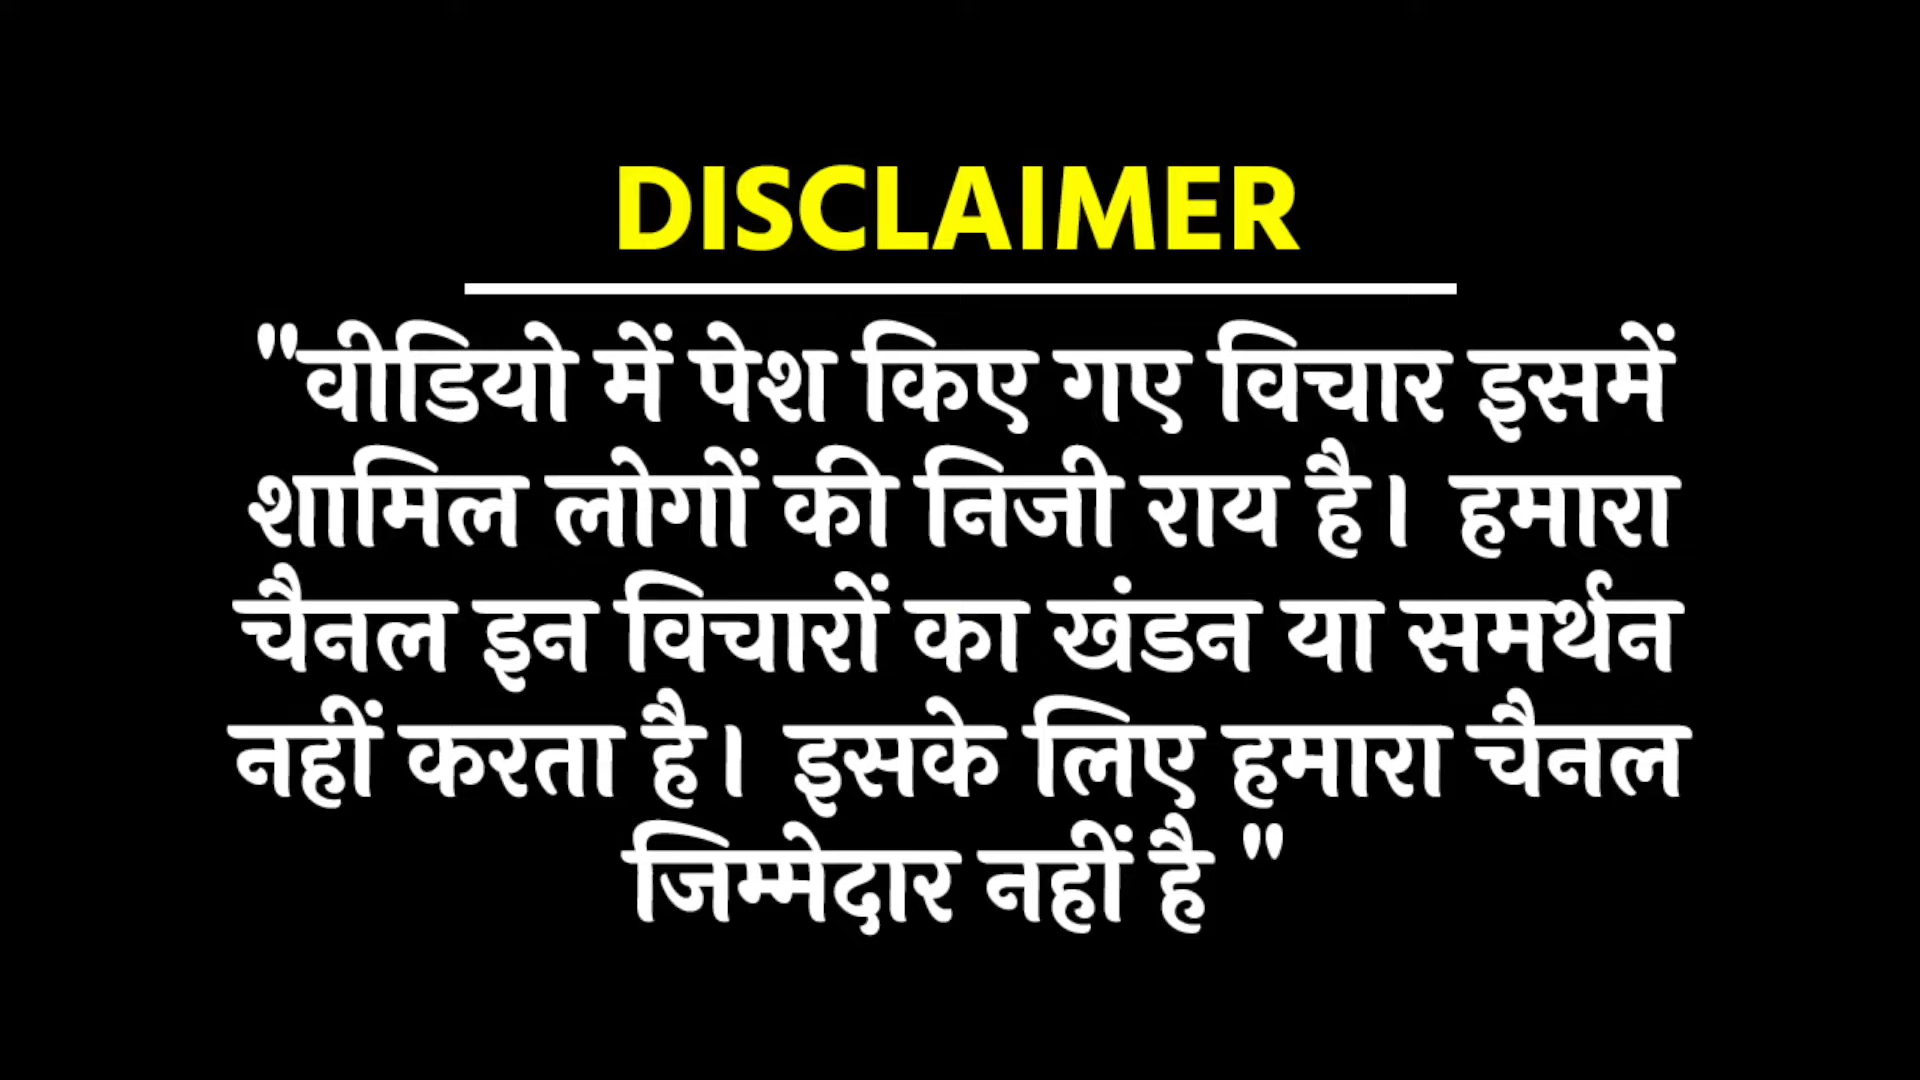 DISCLAIMER
"वीडियो में पेश किए गए विचार इसमें
शामिल लोगों की निजी राय है। हमारा
चैनल इन विचारों का खंडन या समर्थन
नहीं करता है। इसके लिए हमारा चैनल
जिम्मेदार नहीं है "